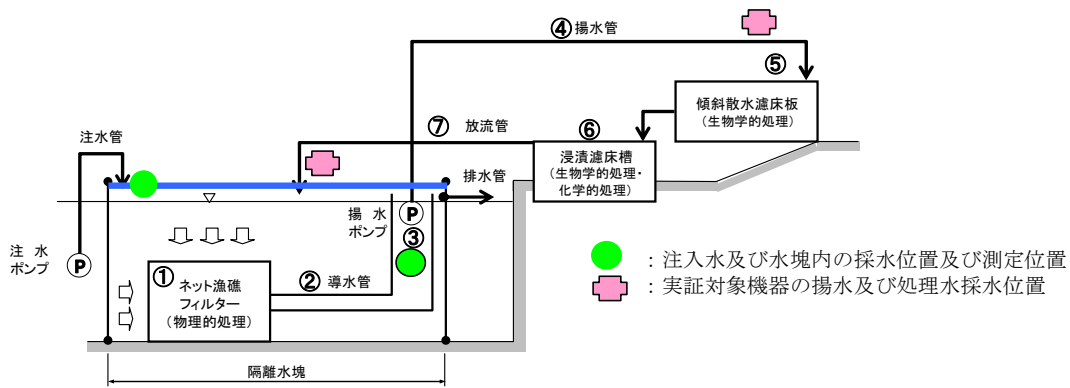 ④ 揚水管
⑤
傾斜散水濾床板
（生物学的処理）
⑦ 放流管
⑥
浸漬濾床槽
（生物学的処理・
化学的処理）
注水管
排水管
揚 水
ポンプ
P
③
注 水
ポンプ
P
①
ネット漁礁
フィルター
（物理的処理）
② 導水管
隔離水塊
：注入水及び水塊内の採水位置及び測定位置
：実証対象機器の揚水及び処理水採水位置